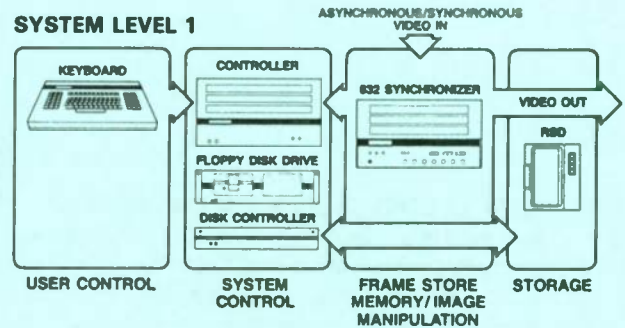 SYSTEM LEVEL 1
ASYNCHRONOUS/SYNCHRONOUS
VIDEO IN
KEYBOARD
CONTROLLER
632 SYNCHRONIZER
VIDEO OUT
RSD
FLOPPY DISK DRIVE
DISK CONTROLLER
USER CONTROL
SYSTEM
CONTROL
FRAME STORE
MEMORY/IMAGE
MANIPULATION
STORAGE